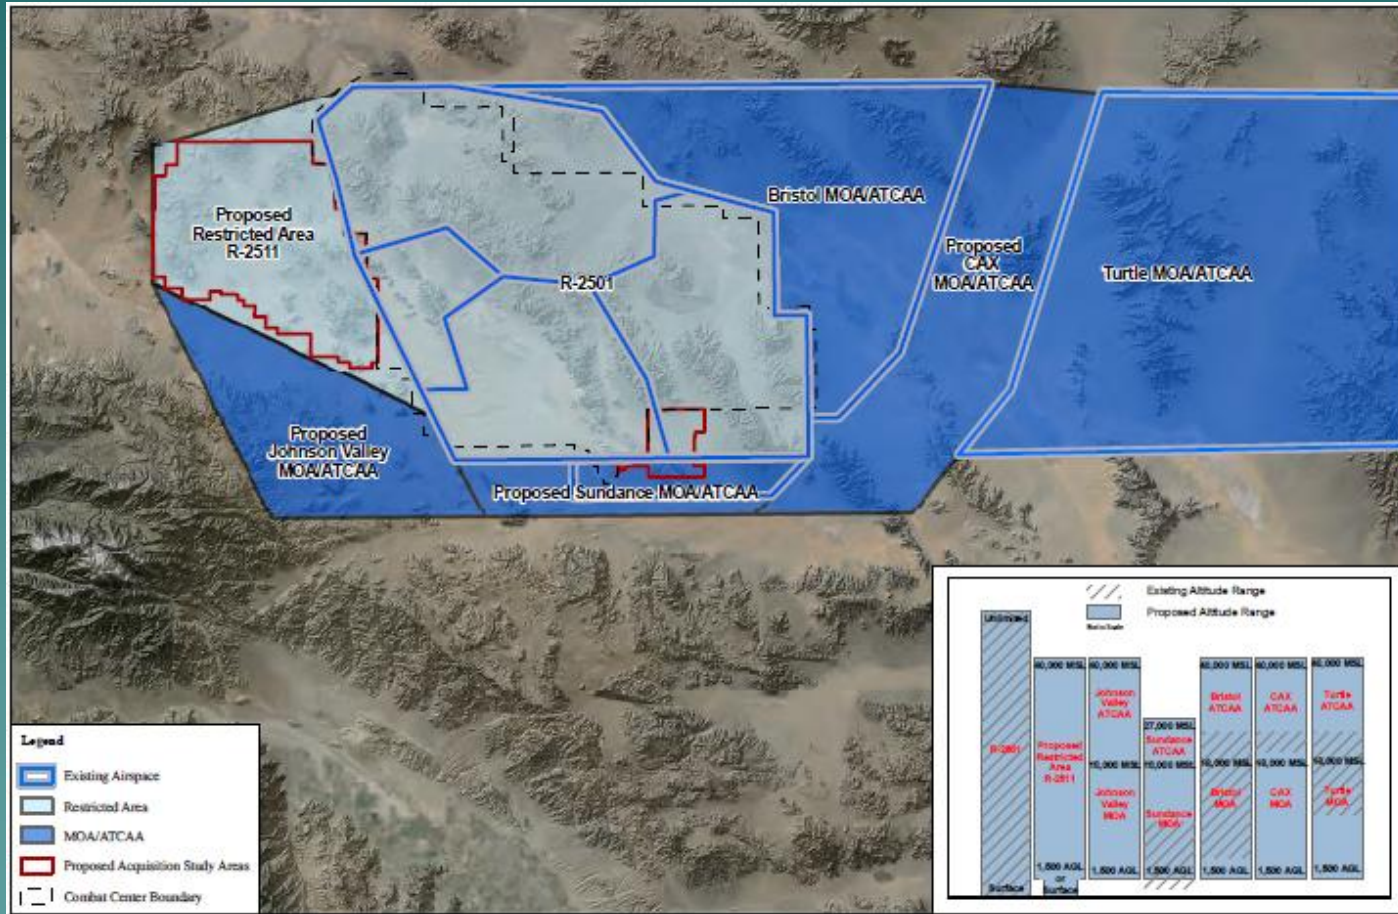 Proposed
Restricted Area
R-2511
R-2501
Bristol MOA/ATCAA
Proposed
CAX
MOA/ATCAA
Turtle MOA/ATCAA
Proposed
Johnson Valley
MOA/ATCAA
Proposed Sundance MOA/ATCAA
Legend
Existing Airspace
Restricted Area
MOA/ATCAA
Proposed Acquisition Study Areas
Combat Center Boundary
Existing Altitude Range
Proposed Altitude Range
Not to Scale
Unlimited
R-2501
Surface
40,000 MSL
Proposed
Restricted
Area
R-2511
1,500 AGL
or
Surface
40,000 MSL
Johnson
Valley
ATCAA
18,000 MSL
Johnson
Valley
MOA
1,500 AGL
27,000 MSL
Sundance
ATCAA
18,000 MSL
Sundance
MOA
1,500 AGL
40,000 MSL
Bristol
ATCAA
18,000 MSL
Bristol
MOA
1,500 AGL
40,000 MSL
CAX
ATCAA
18,000 MSL
CAX
MOA
1,500 AGL
40,000 MSL
Turtle
ATCAA
18,000 MSL
Turtle
MOA
1,500 AGL